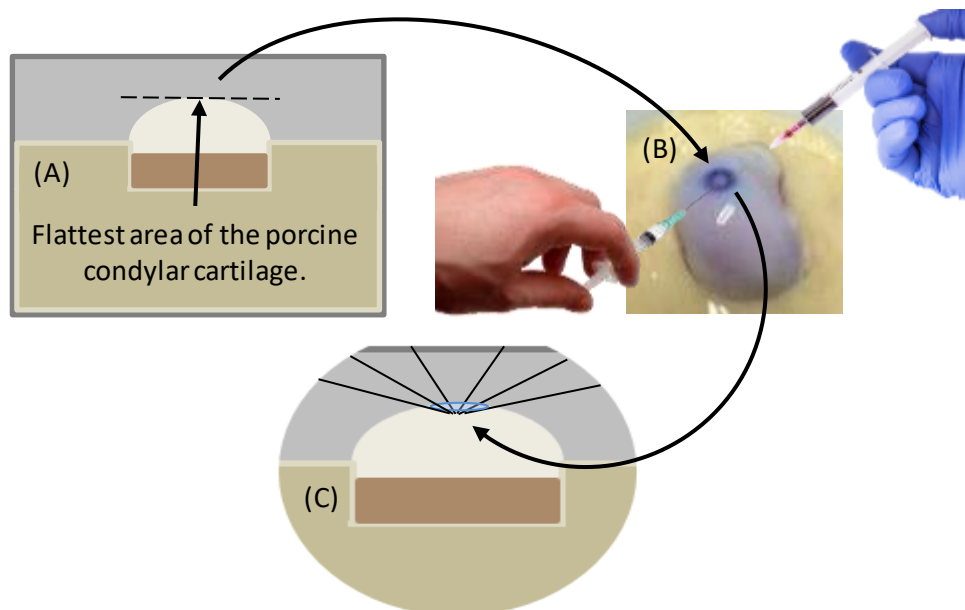 (A)
Flattest area of the porcine
condylar cartilage.
(B)
(C)